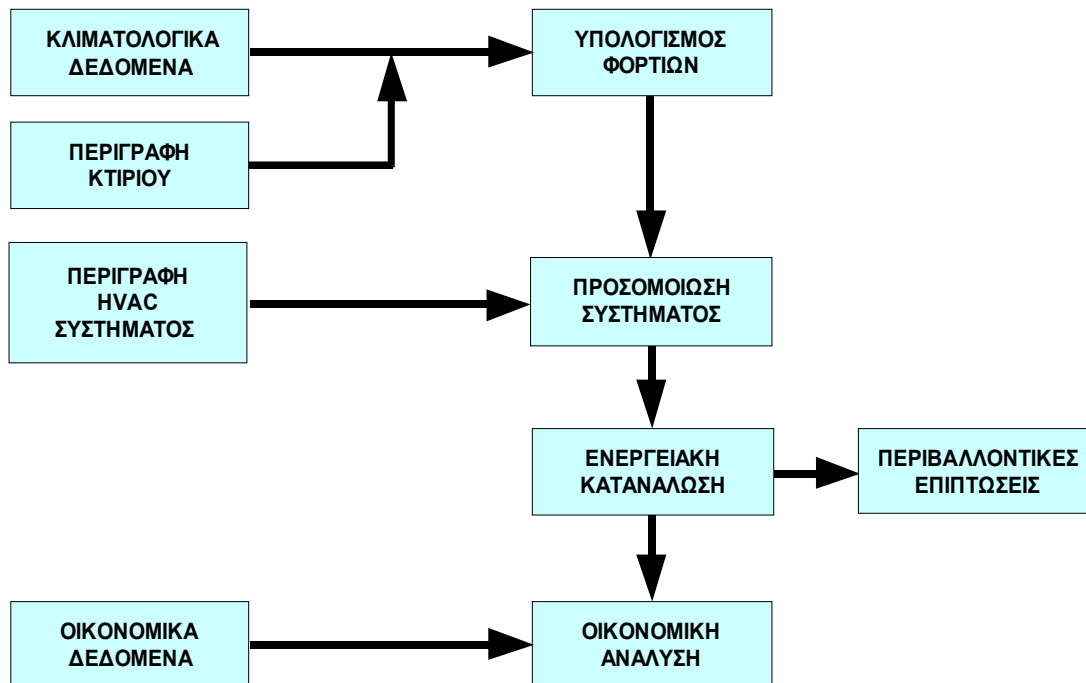 ΚΛΙΜΑΤΟΛΟΓΙΚΑ
ΔΕΔΟΜΕΝΑ
ΥΠΟΛΟΓΙΣΜΟΣ
ΦΟΡΤΙΩΝ
ΠΕΡΙΓΡΑΦΗ
ΚΤΙΡΙΟΥ
ΠΕΡΙΓΡΑΦΗ
HVAC
ΣΥΣΤΗΜΑΤΟΣ
ΠΡΟΣΟΜΟΙΩΣΗ
ΣΥΣΤΗΜΑΤΟΣ
ΕΝΕΡΓΕΙΑΚΗ
ΚΑΤΑΝΑΛΩΣΗ
ΠΕΡΙΒΑΛΛΟΝΤΙΚΕΣ
ΕΠΙΠΤΩΣΕΙΣ
ΟΙΚΟΝΟΜΙΚΑ
ΔΕΔΟΜΕΝΑ
ΟΙΚΟΝΟΜΙΚΗ
ΑΝΑΛΥΣΗ